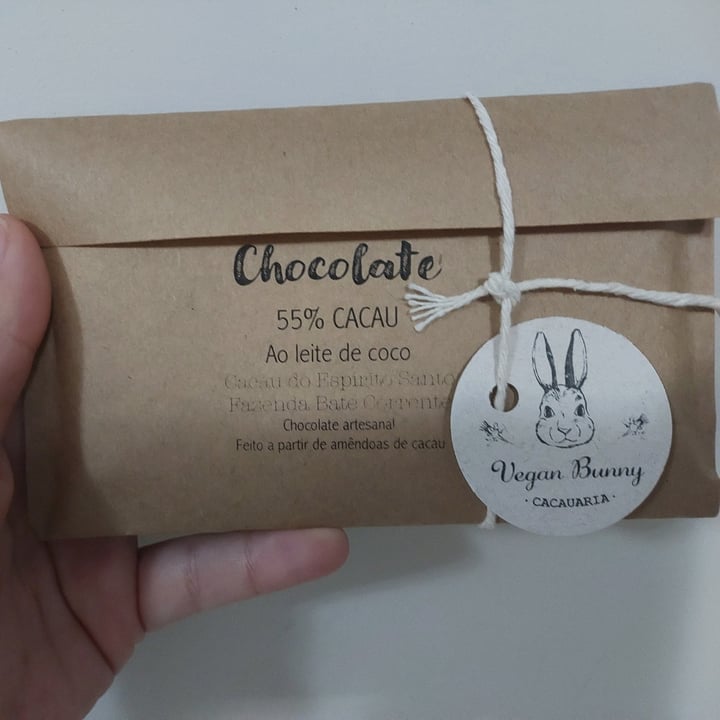 Chocolate
55% CACAU
Ao leite de coco
Cacau do Espírito Santo
Fazenda Bate Corrente
Chocolate artesanal
Feito a partir de amêndoas de cacau
Vegan Bunny
· CACAUARIA ·